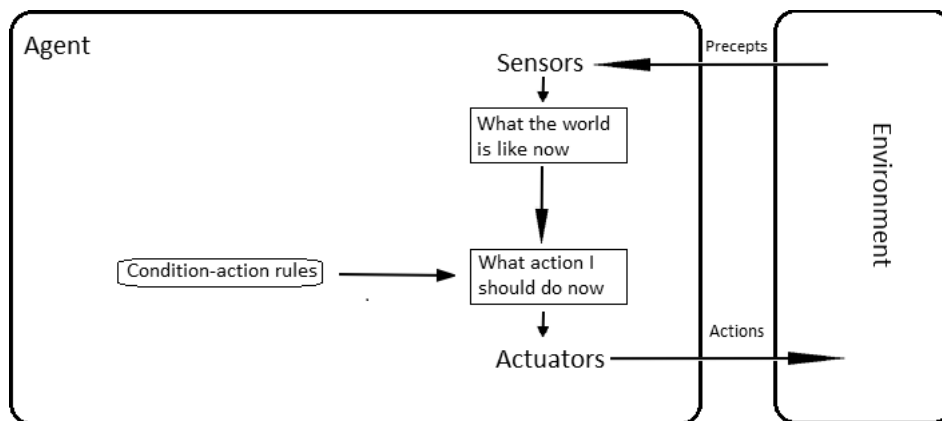 Agent
Precepts
Sensors
What the world
is like now
Environment
Condition-action rules
What action I
should do now
Actions
Actuators